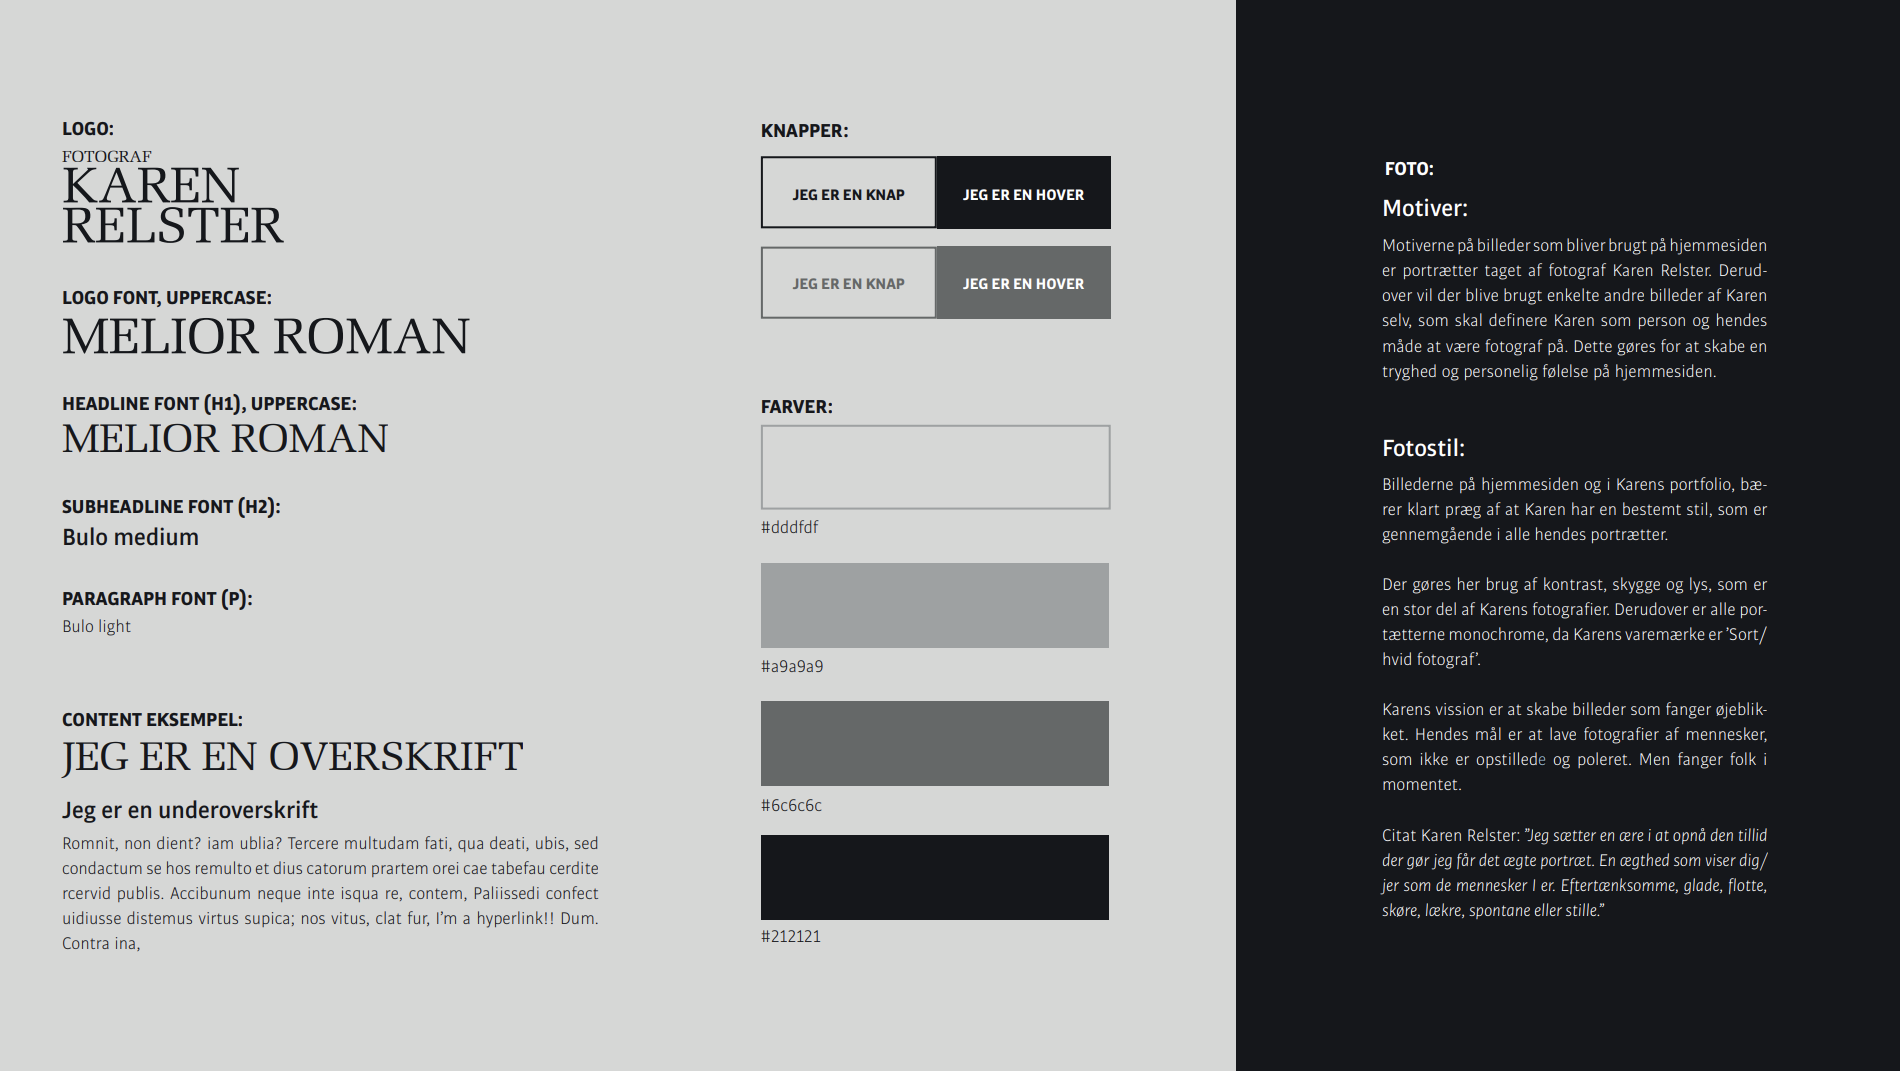 LOGO:
FOTOGRAF
KAREN
RELSTER
LOGO FONT, UPPERCASE:
MELIOR ROMAN
HEADLINE FONT (H1), UPPERCASE:
MELIOR ROMAN
SUBHEADLINE FONT (H2):
Bulo medium
PARAGRAPH FONT (P):
Bulo light
CONTENT EKSEMPEL:
JEG ER EN OVERSKRIFT
Jeg er en underoverskrift
Romnit, non dient? iam ublia? Tercere multudam fati, qua deati, ubis, sed
condactum se hos remulto et dius catorum prartem orei cae tabefau cerdite
rcervid publis. Accibunum neque inte isqua re, contem, Paliissedi confect
uidiusse distemus virtus supica; nos vitus, clat fur, I’m a hyperlink!! Dum.
Contra ina,
KNAPPER:
JEG ER EN KNAP JEG ER EN HOVER
JEG ER EN KNAP JEG ER EN HOVER
FARVER:
#dddfdf
#a9a9a9
#6c6c6c
#212121
FOTO:
Motiver:
Motiverne på billeder som bliver brugt på hjemmesiden
er portrætter taget af fotograf Karen Relster. Derud-
over vil der blive brugt enkelte andre billeder af Karen
selv, som skal definere Karen som person og hendes
måde at være fotograf på. Dette gøres for at skabe en
tryghed og personelig følelse på hjemmesiden.
Fotostil:
Billederne på hjemmesiden og i Karens portfolio, bæ-
rer klart præg af at Karen har en bestemt stil, som er
gennemgående i alle hendes portrætter.
Der gøres her brug af kontrast, skygge og lys, som er
en stor del af Karens fotografier. Derudover er alle por-
tætterne monochrome, da Karens varemærke er ’Sort/
hvid fotograf’.
Karens vission er at skabe billeder som fanger øjeblik-
ket. Hendes mål er at lave fotografier af mennesker,
som ikke er opstillede og poleret. Men fanger folk i
momentet.
Citat Karen Relster: ”Jeg sætter en ære i at opnå den tillid
der gør jeg får det ægte portræt. En ægthed som viser dig/
jer som de mennesker I er. Eftertænksomme, glade, flotte,
skøre, lækre, spontane eller stille.”